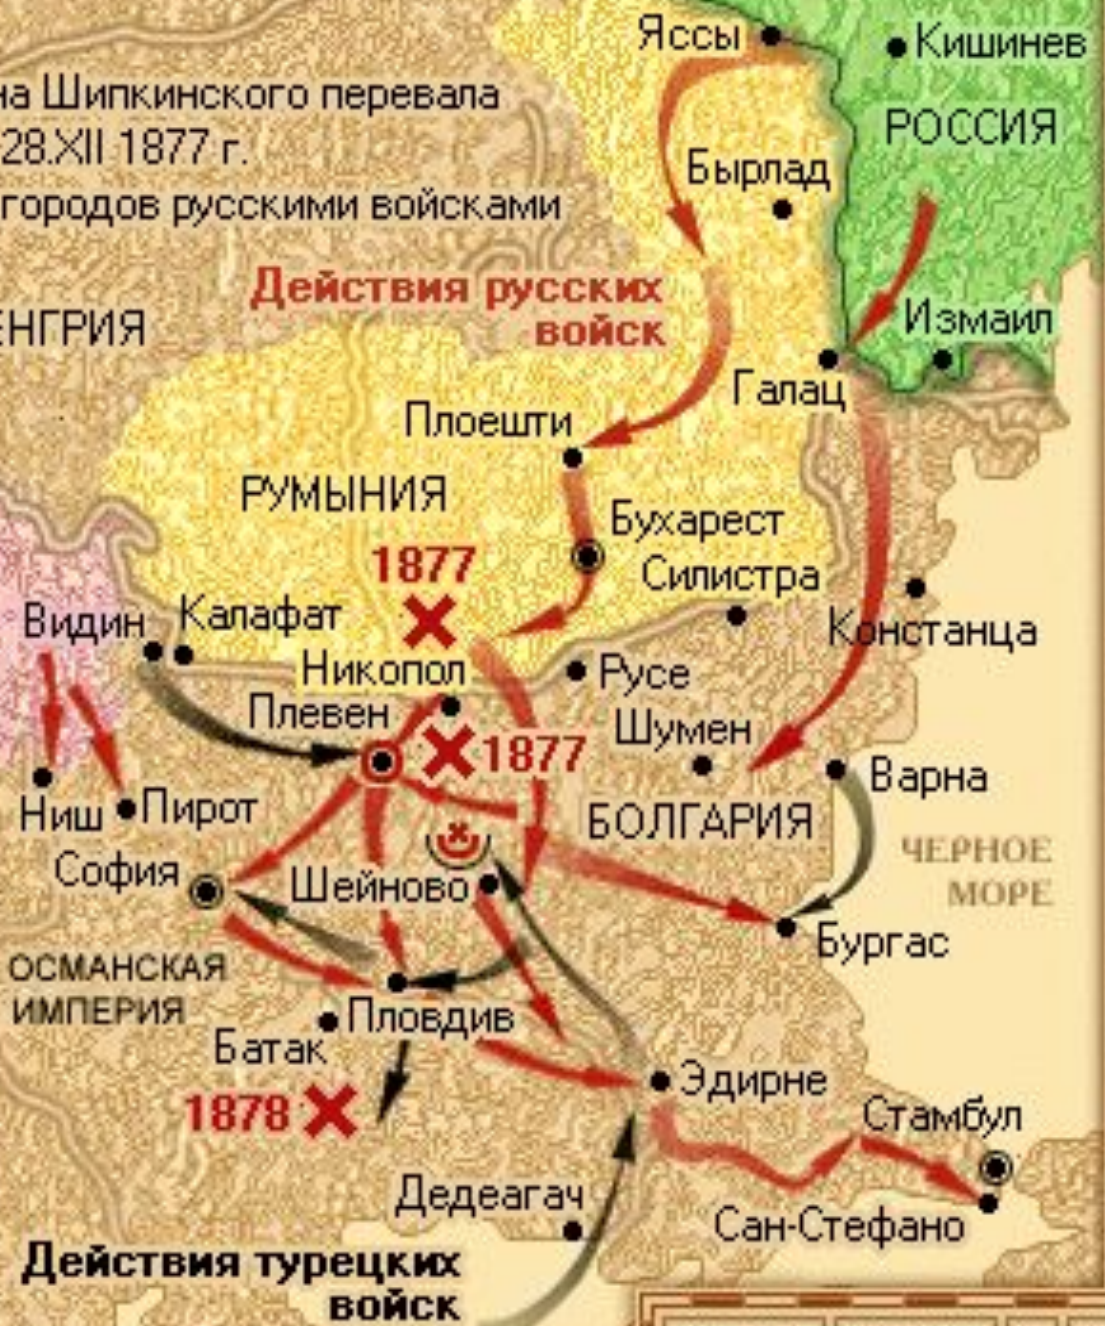 Яссы
Кишинев
на Шипкинского перевала
28.XII 1877 г.
РОССИЯ
Бырлад
городов русскими войсками
Действия русских
войск
Измаил
ЕНГРИЯ
Галац
Плоешти
РУМЫНИЯ
Бухарест
1877
Силистра
Видин
Калафат
Констанца
Никопол
Русе
Плевен
Шумен
1877
Варна
Ниш
Пирот
БОЛГАРИЯ
ЧЕРНОЕ
МОРЕ
София
Шейново
Бургас
ОСМАНСКАЯ
ИМПЕРИЯ
Пловдив
Батак
Эдирне
1878
Стамбул
Дедеагач
Сан-Стефано
Действия турецких
войск